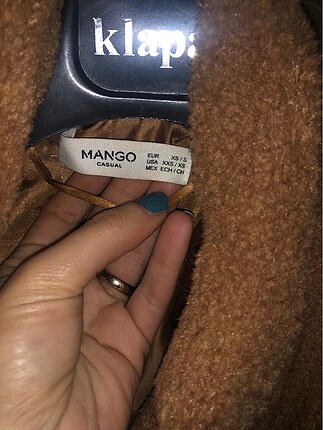 klapa
MANGO
CASUAL
EUR XS / S
USA XXS / XS
MEX ECH / CH